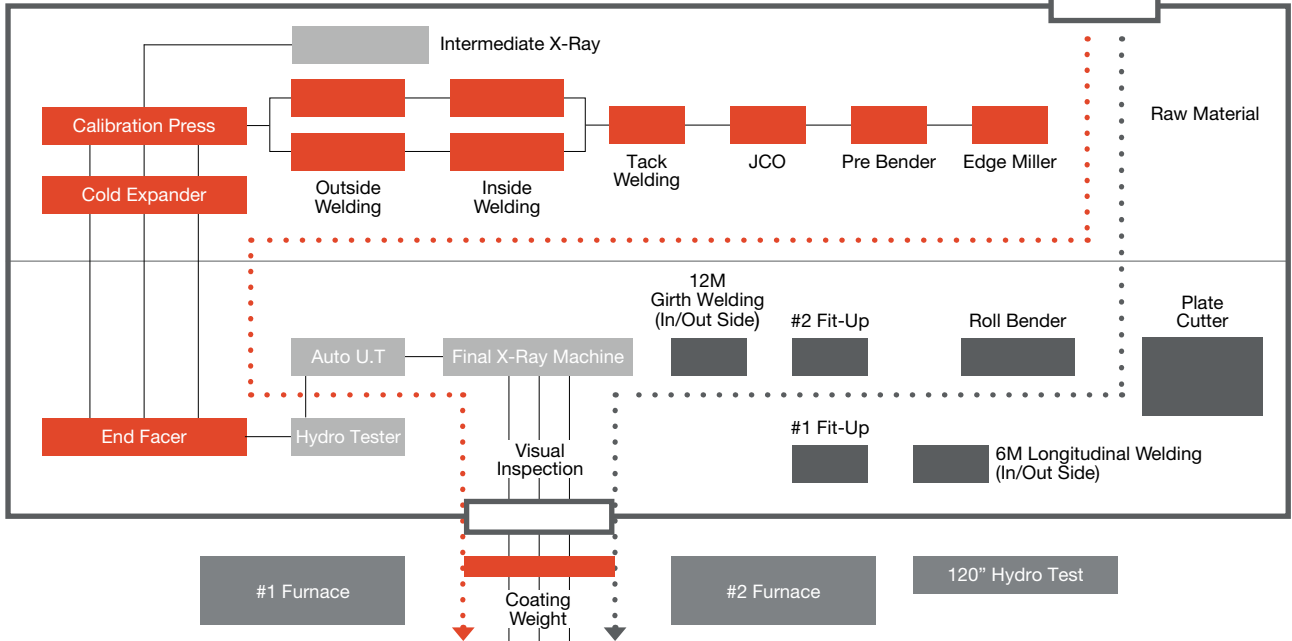 Intermediate X-Ray
Calibration Press
Raw Material
Tack
Welding
JCO
Pre Bender
Edge Miller
Cold Expander
Outside
Welding
Inside
Welding
12M
Girth Welding
(In/Out Side)
#2 Fit-Up
Roll Bender
Plate
Cutter
Auto U.T
Final X-Ray Machine
End Facer
Hydro Tester
Visual
Inspection
#1 Fit-Up
6M Longitudinal Welding
(In/Out Side)
#1 Furnace
Coating
Weight
#2 Furnace
120” Hydro Test